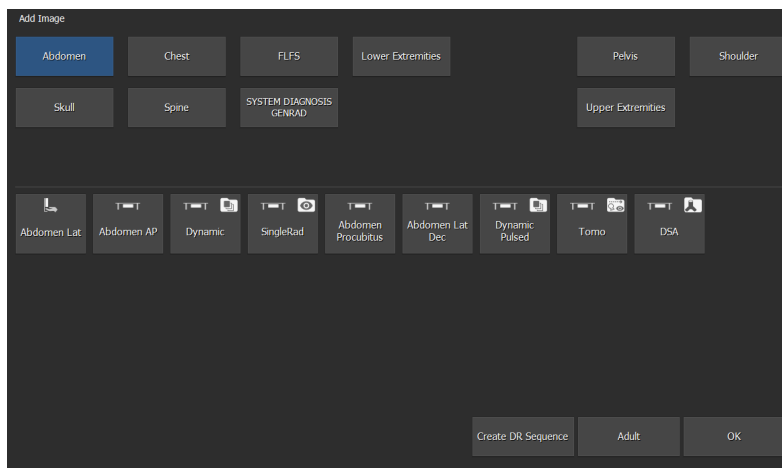 Add Image
Abdomen
Chest
FLFS
Lower Extremities
Pelvis
Shoulder
Skull
Spine
SYSTEM DIAGNOSIS
GENRAD
Upper Extremities
Abdomen Lat
Abdomen AP
Dynamic
SingleRad
Abdomen
Procubitus
Abdomen Lat
Dec
Dynamic
Pulsed
Tomo
DSA
Create DR Sequence
Adult
OK